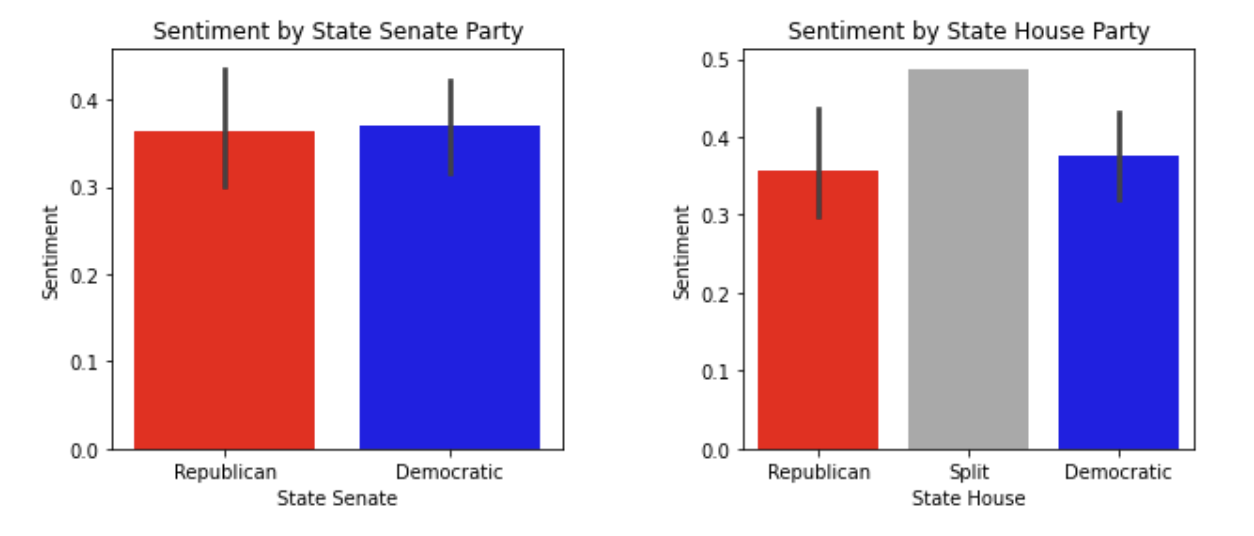 Sentiment by State Senate Party
Sentiment
0.4
0.3
0.2
0.1
0.0
Republican
Democratic
State Senate
Sentiment by State House Party
Sentiment
0.5
0.4
0.3
0.2
0.1
0.0
Republican
Split
Democratic
State House